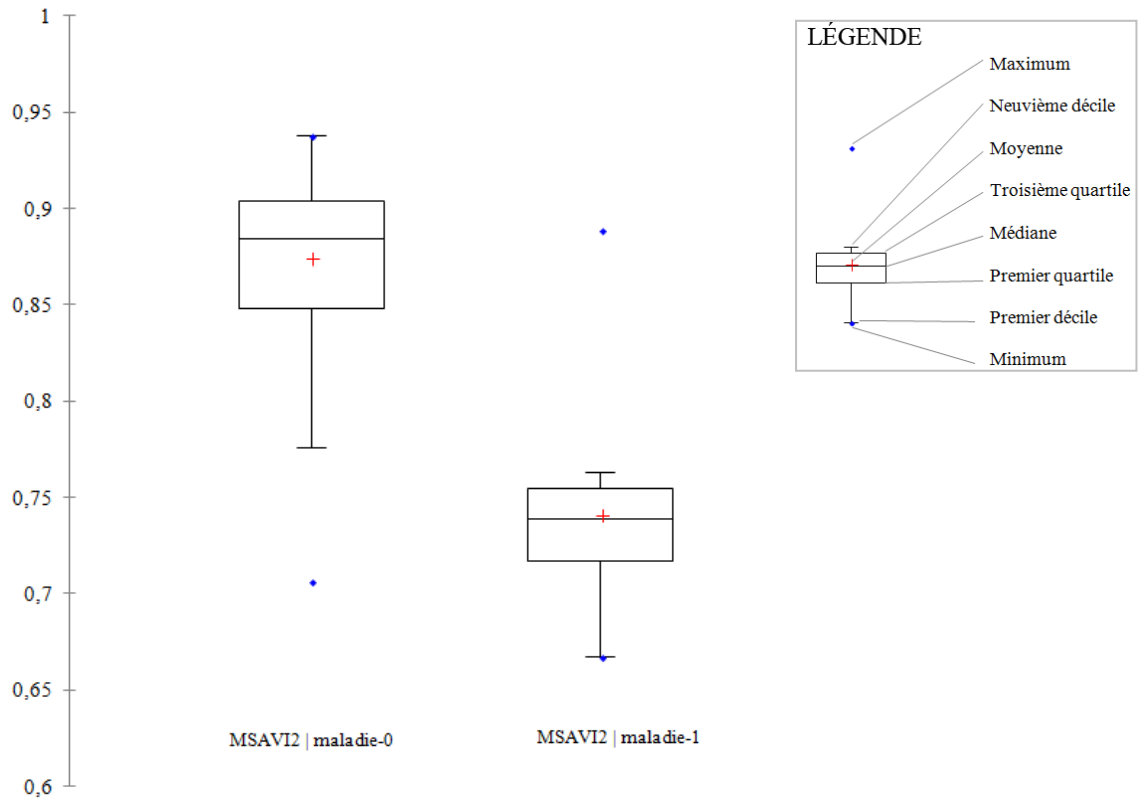 1
0,95
0,9
0,85
0,8
0,75
0,7
0,65
0,6
MSAVI2 | maladie-0
MSAVI2 | maladie-1
LÉGENDE
Maximum
Neuvième décile
Moyenne
Troisième quartile
Médiane
Premier quartile
Premier décile
Minimum